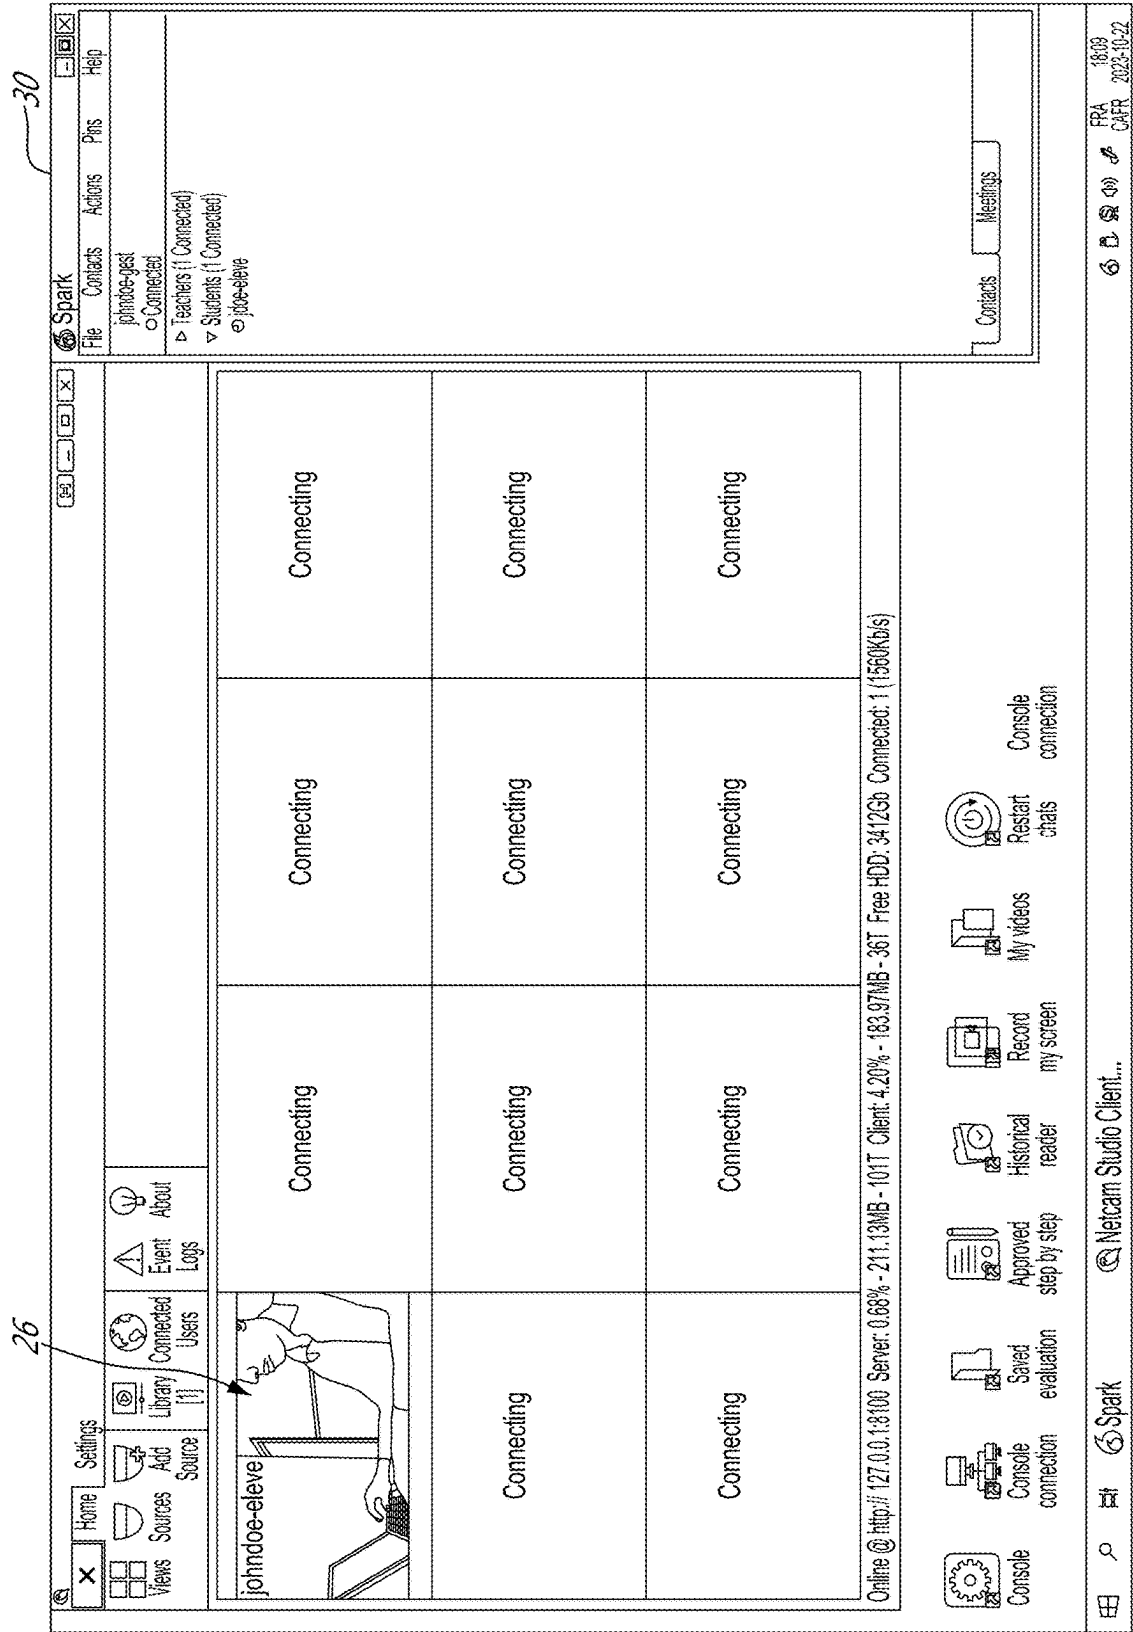 26
30
Home Settings
Views
Sources
Add
Source
Library
[1]
Connected
Users
Event
Logs
About
johndoe-eleve
Connecting
Connecting
Connecting
Connecting
Connecting
Connecting
Connecting
Connecting
Connecting
Connecting
Connecting
Online @ http:// 127.0.0.1:8100 Server: 0.68% - 211.13MB - 101T Client: 4.20% - 183.97MB - 36T Free HDD: 3412Gb Connected: 1 (1560Kb/s)
Spark
File Contacts Actions Pins Help
johndoe-gest
Connected
Teachers (1 Connected)
Students (1 Connected)
jdoe-eleve
Contacts Meetings
Console
Console
connection
Saved
evaluation
Approved
step by step
Historical
reader
Record
my screen
My videos
Restart
chats
Console
connection
Spark
Netcam Studio Client...
FRA
CAFR
18:09
2023-10-22